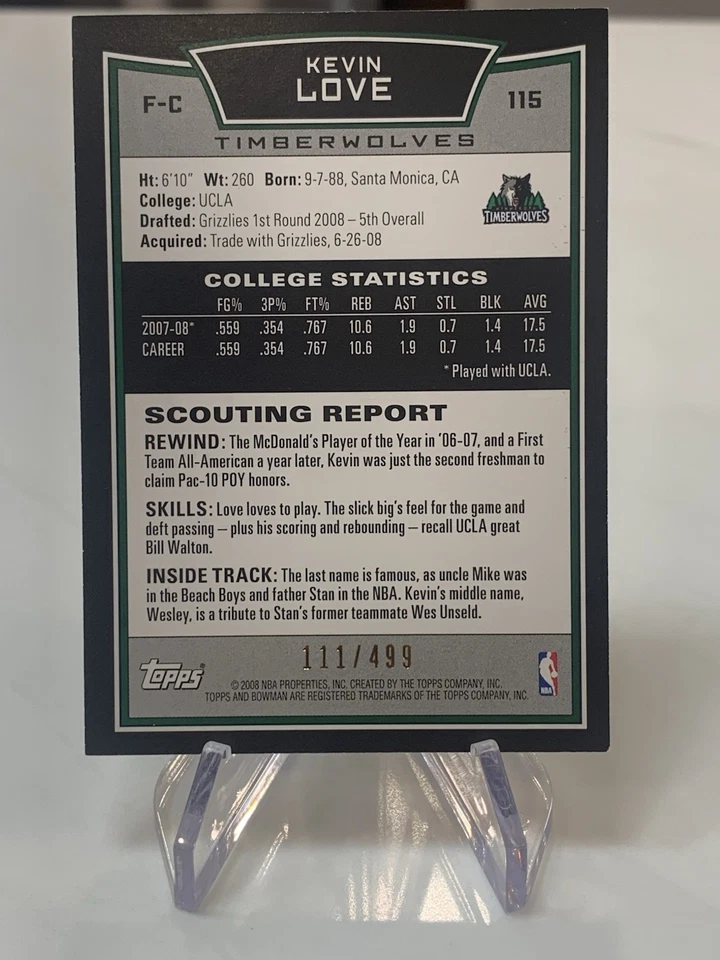 KEVIN
LOVE
F-C
115
TIMBERWOLVES
Ht: 6'10" Wt: 260 Born: 9-7-88, Santa Monica, CA
College: UCLA
Drafted: Grizzlies 1st Round 2008 – 5th Overall
Acquired: Trade with Grizzlies, 6-26-08
TIMBERWOLVES
COLLEGE STATISTICS
FG% 3P% FT% REB AST STL BLK AVG
2007-08* .559 .354 .767 10.6 1.9 0.7 1.4 17.5
CAREER .559 .354 .767 10.6 1.9 0.7 1.4 17.5
* Played with UCLA.
SCOUTING REPORT
REWIND: The McDonald's Player of the Year in '06-07, and a First
Team All-American a year later, Kevin was just the second freshman to
claim Pac-10 POY honors.
SKILLS: Love loves to play. The slick big's feel for the game and
deft passing – plus his scoring and rebounding – recall UCLA great
Bill Walton.
INSIDE TRACK: The last name is famous, as uncle Mike was
in the Beach Boys and father Stan in the NBA. Kevin's middle name,
Wesley, is a tribute to Stan's former teammate Wes Unseld.
111/499
topps®
© 2008 NBA PROPERTIES, INC. CREATED BY THE TOPPS COMPANY, INC.
TOPPS AND BOWMAN ARE REGISTERED TRADEMARKS OF THE TOPPS COMPANY, INC.
NBA